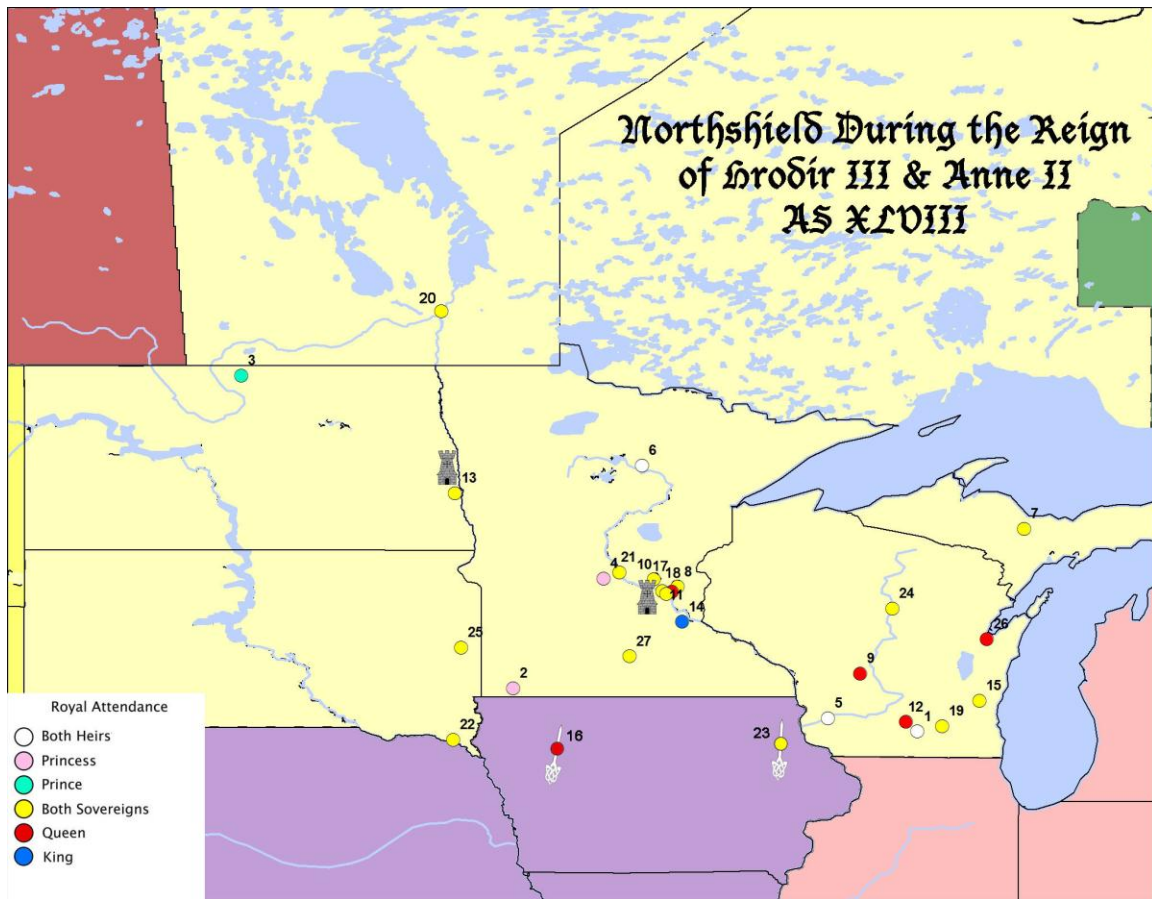 Northshield During the Reign
of Hrodir III & Anne II
AS XLVIII
20
3
6
13
7
21
10
17
4
18
8
11
14
24
25
27
26
9
2
15
5
12
1
19
22
16
23
Royal Attendance
Both Heirs
Princess
Prince
Both Sovereigns
Queen
King